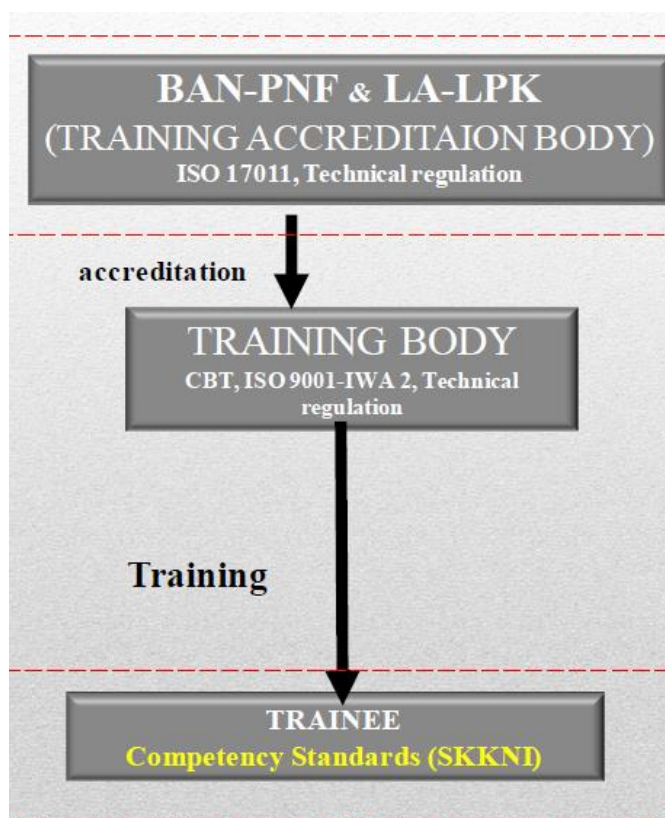 BAN-PNF & LA-LPK
(TRAINING ACCREDITAION BODY)
ISO 17011, Technical regulation
accreditation
TRAINING BODY
CBT, ISO 9001-IWA 2, Technical
regulation
Training
TRAINEE
Competency Standards (SKKNI)